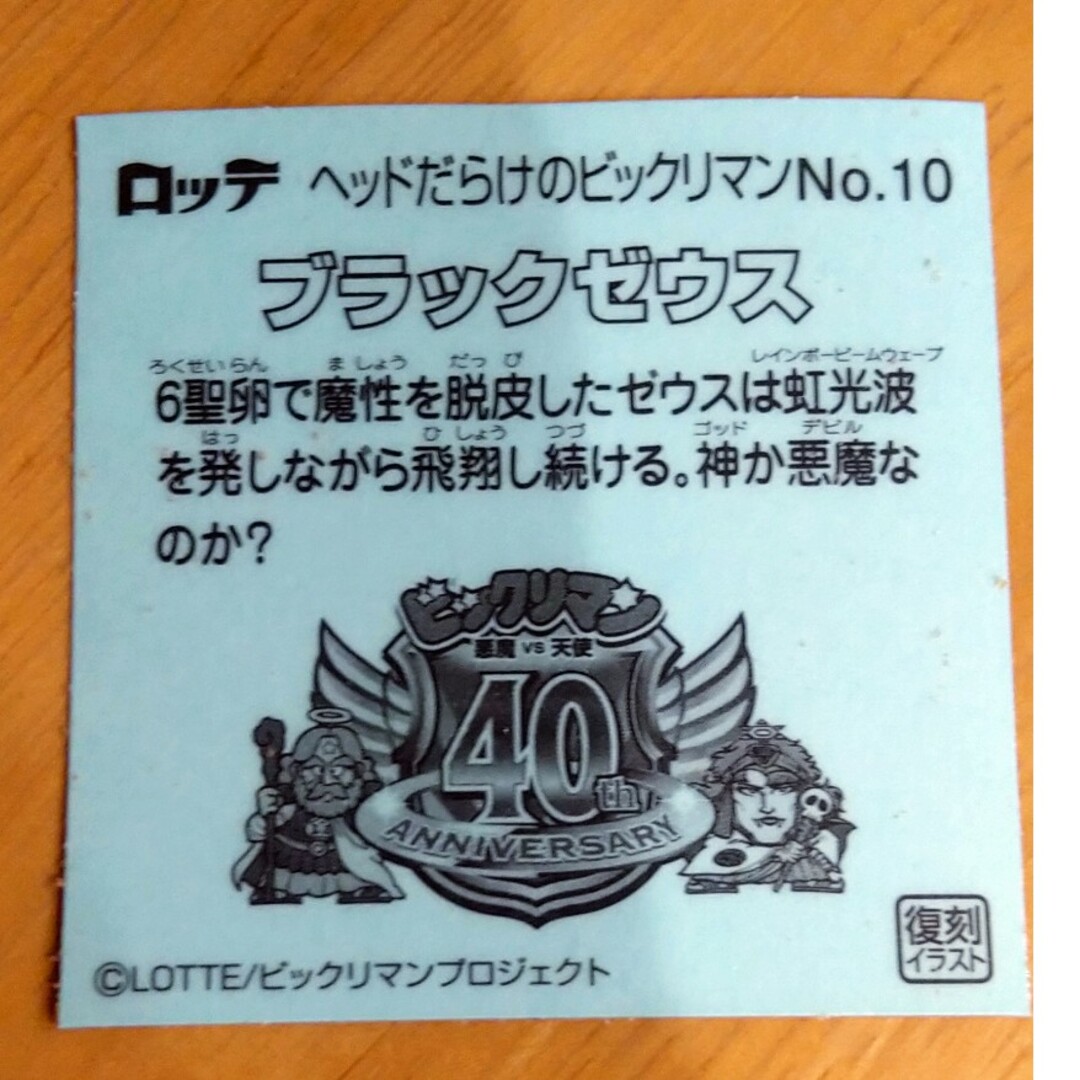 ロッテ ヘッドだらけのビックリマンNo.10
ブラックゼウス
ろくせいらん ましょう だっぴ レインボービームウェーブ
6聖卵で魔性を脱皮したゼウスは虹光波
はっ ひしょう つづ ゴッド デビル
を発しながら飛翔し続ける。神か悪魔な
のか?
ビックリマン
悪魔 VS 天使
40th
ANNIVERSARY
復刻
イラスト
©LOTTE/ビックリマンプロジェクト